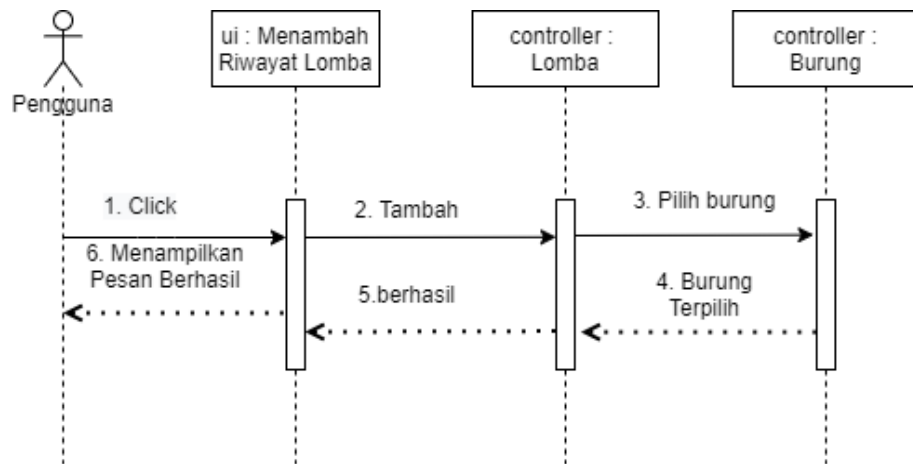 Pengguna
ui : Menambah
Riwayat Lomba
controller :
Lomba
controller :
Burung
1. Click
2. Tambah
3. Pilih burung
6. Menampilkan
Pesan Berhasil
5.berhasil
4. Burung
Terpilih